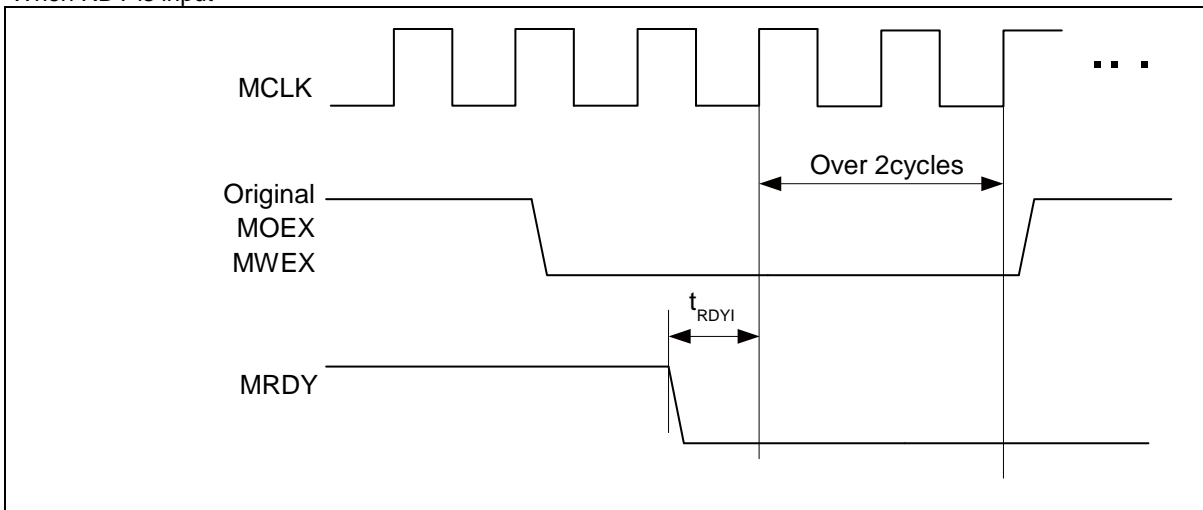 When RDY is input
MCLK
Over 2cycles
Original
MOEX
MWEX
tRDYI
MRDY